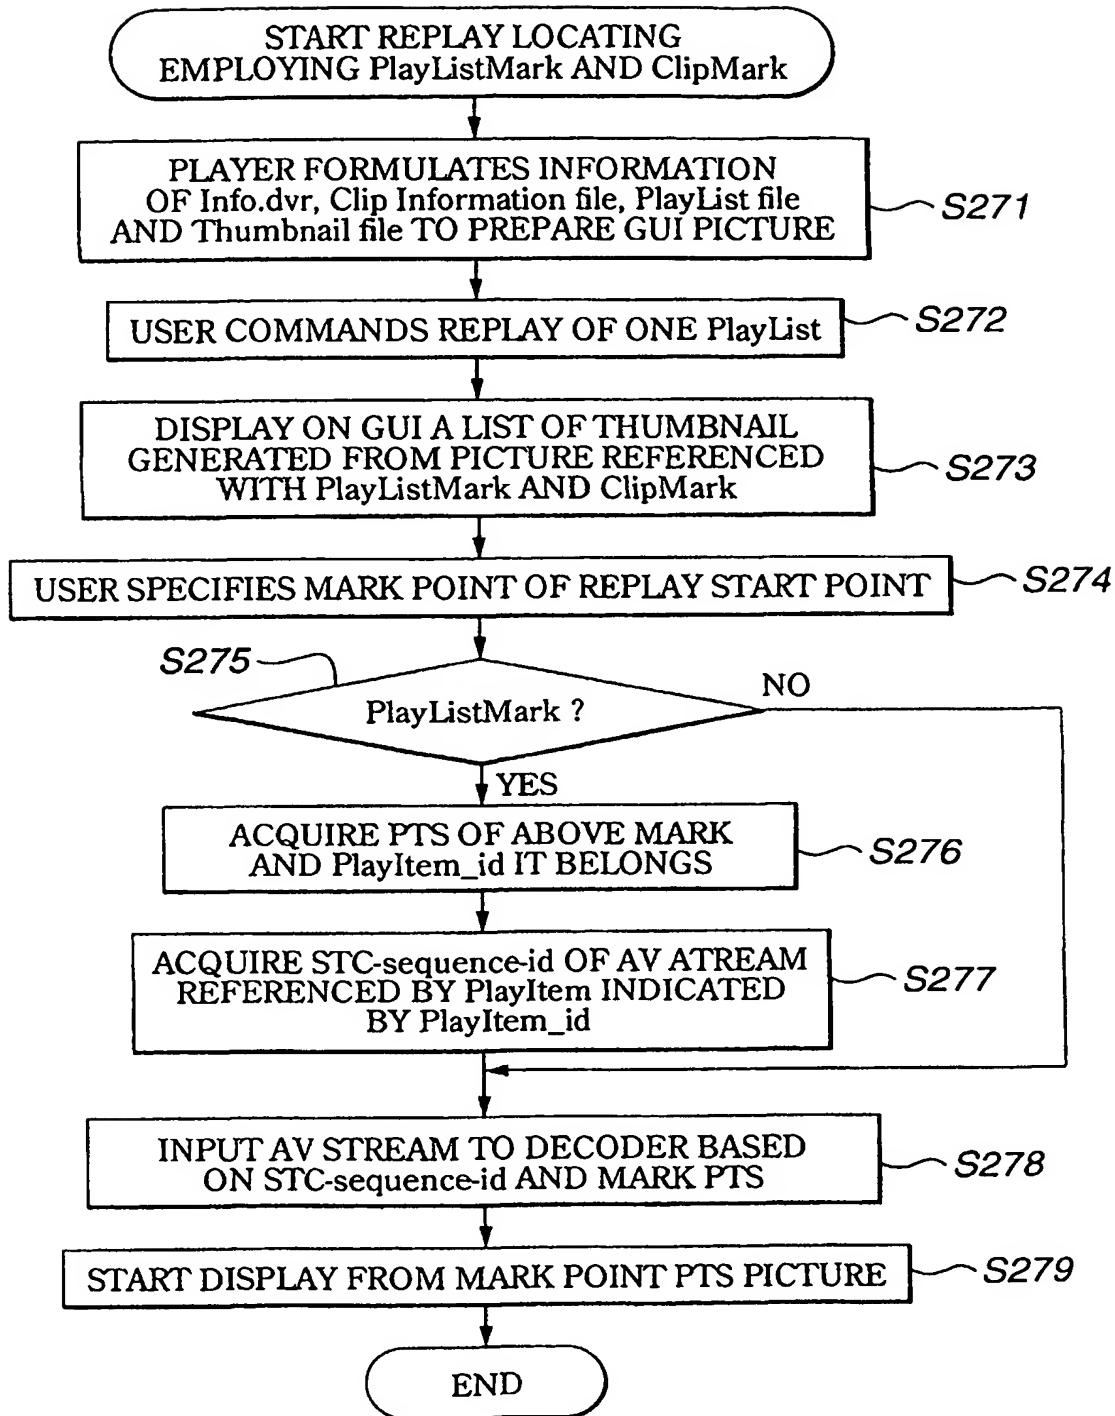 START REPLAY LOCATING
EMPLOYING PlayListMark AND ClipMark
PLAYER FORMULATES INFORMATION
OF Info.dvr, Clip Information file, PlayList file
AND Thumbnail file TO PREPARE GUI PICTURE
S271
USER COMMANDS REPLAY OF ONE PlayList
S272
DISPLAY ON GUI A LIST OF THUMBNAIL
GENERATED FROM PICTURE REFERENCED
WITH PlayListMark AND ClipMark
S273
USER SPECIFIES MARK POINT OF REPLAY START POINT
S274
S275
PlayListMark ?
NO
YES
ACQUIRE PTS OF ABOVE MARK
AND PlayItem_id IT BELONGS
S276
ACQUIRE STC-sequence-id OF AV ATREAM
REFERENCED BY PlayItem INDICATED
BY PlayItem_id
S277
INPUT AV STREAM TO DECODER BASED
ON STC-sequence-id AND MARK PTS
S278
START DISPLAY FROM MARK POINT PTS PICTURE
S279
END